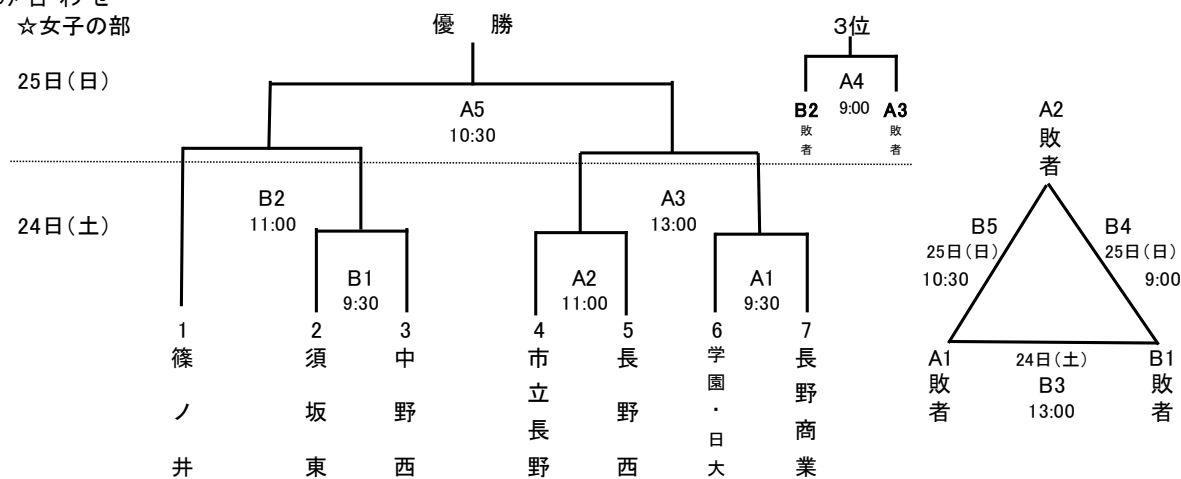 ☆女子の部
優 勝
3位
25日(日)
A5
10:30
A4
9:00
B2
敗者
A3
敗者
24日(土)
B2
11:00
A3
13:00
B1
9:30
A2
11:00
A1
9:30
1
篠ノ井
2
須坂東
3
中野西
4
市立長野
5
長野西
6
学園・日大
7
長野商業
A2
敗者
B5
25日(日)
10:30
B4
25日(日)
9:00
A1
敗者
24日(土)
B3
13:00
B1
敗者